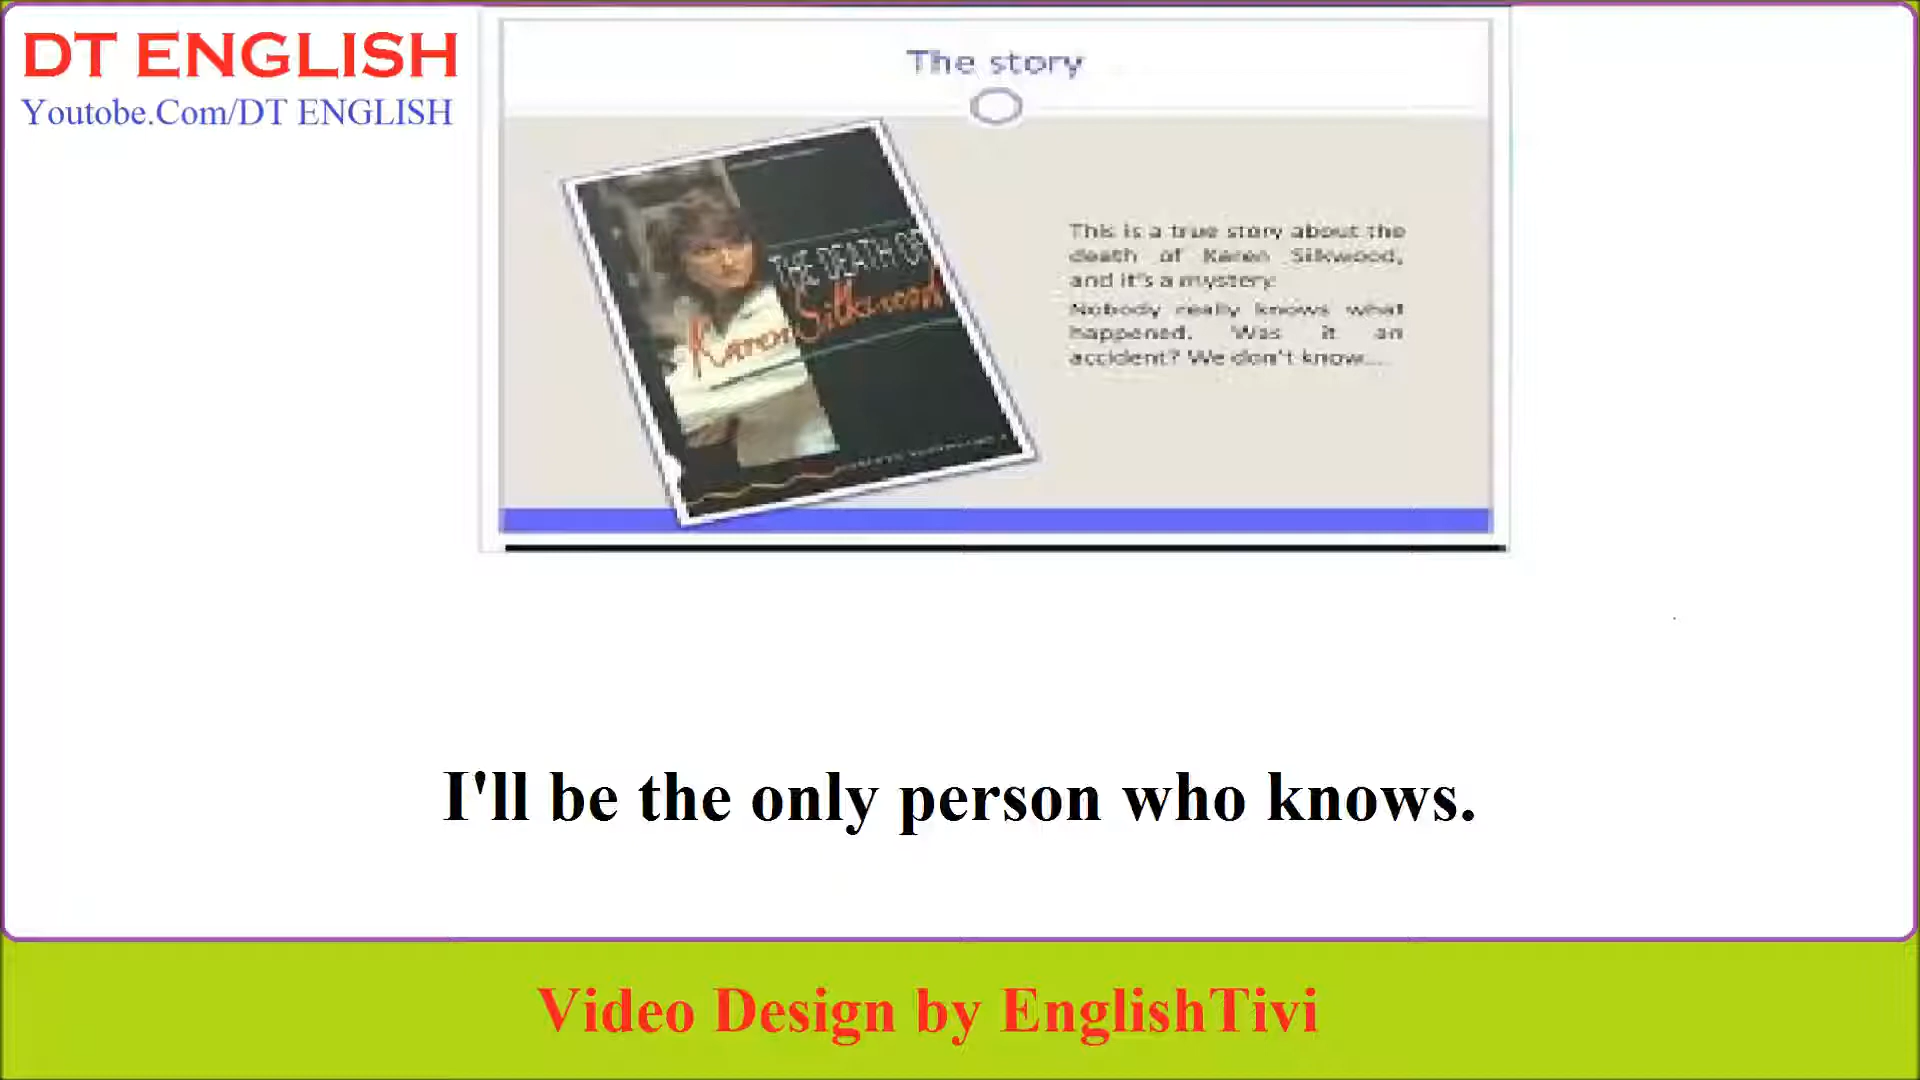 DT ENGLISH
Youtobe.Com/DT ENGLISH
The story
THE DEATH OF
Karen Silkwood
This is a true story about the
death of Karen Silkwood,
and it's a mystery.
Nobody really knows what
happened. Was it an
accident? We don't know....
I'll be the only person who knows.
Video Design by EnglishTivi